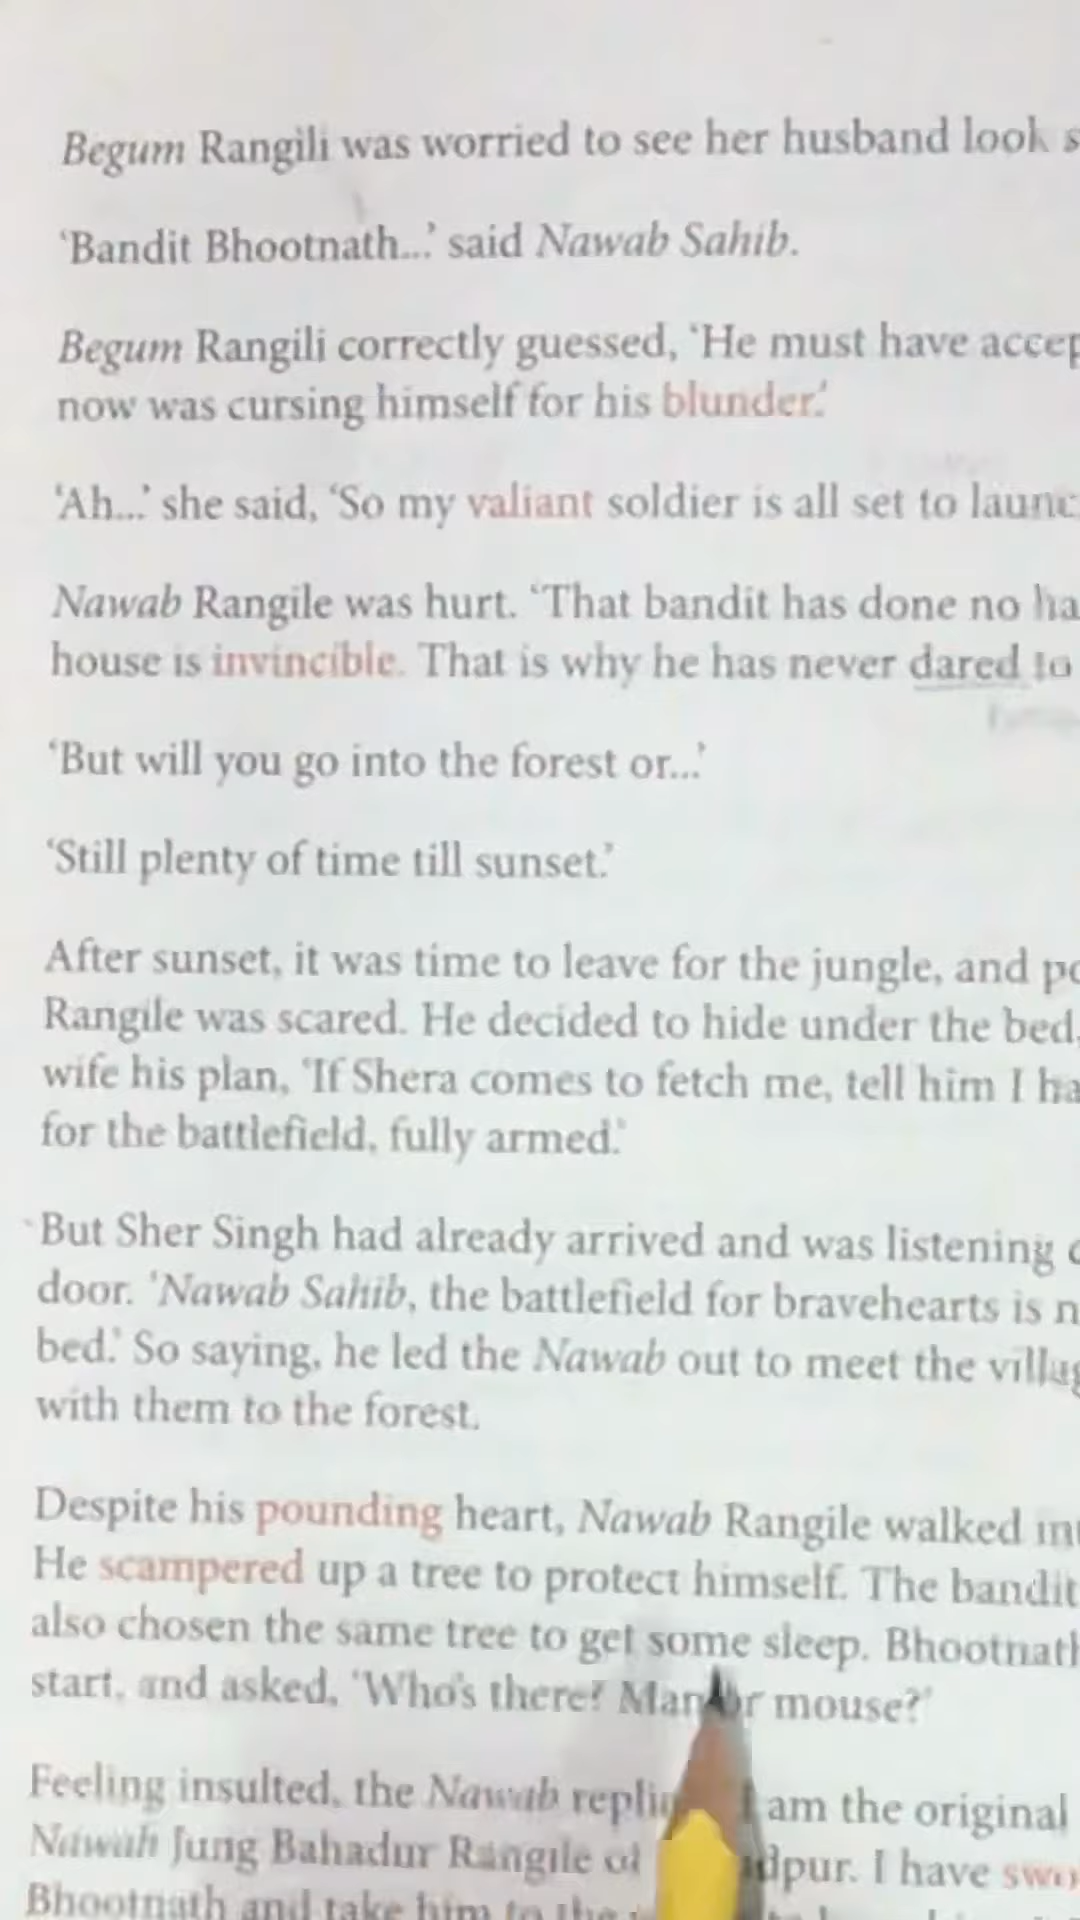 Begum Rangili was worried to see her husband look
‘Bandit Bhootnath...’ said Nawab Sahib.
Begum Rangili correctly guessed, ‘He must have
now was cursing himself for his blunder.’
‘Ah...’ she said, ‘So my valiant soldier is all set to
Nawab Rangile was hurt. ‘That bandit has done no
house is invincible. That is why he has never dared to
‘But will you go into the forest or...’
‘Still plenty of time till sunset.’
After sunset, it was time to leave for the jungle, and
Rangile was scared. He decided to hide under the bed,
wife his plan, ‘If Shera comes to fetch me, tell him I
for the battlefield, fully armed.’
But Sher Singh had already arrived and was listening
door. ‘Nawab Sahib, the battlefield for bravehearts is
bed.’ So saying, he led the Nawab out to meet the
with them to the forest.
Despite his pounding heart, Nawab Rangile walked
He scampered up a tree to protect himself. The bandit
also chosen the same tree to get some sleep.
start, and asked, ‘Who's there? Man or mouse?’
Feeling insulted, the Nawab I am the original
Nawab Jung Bahadur Rangile of I have
Bhootnath and take him to the